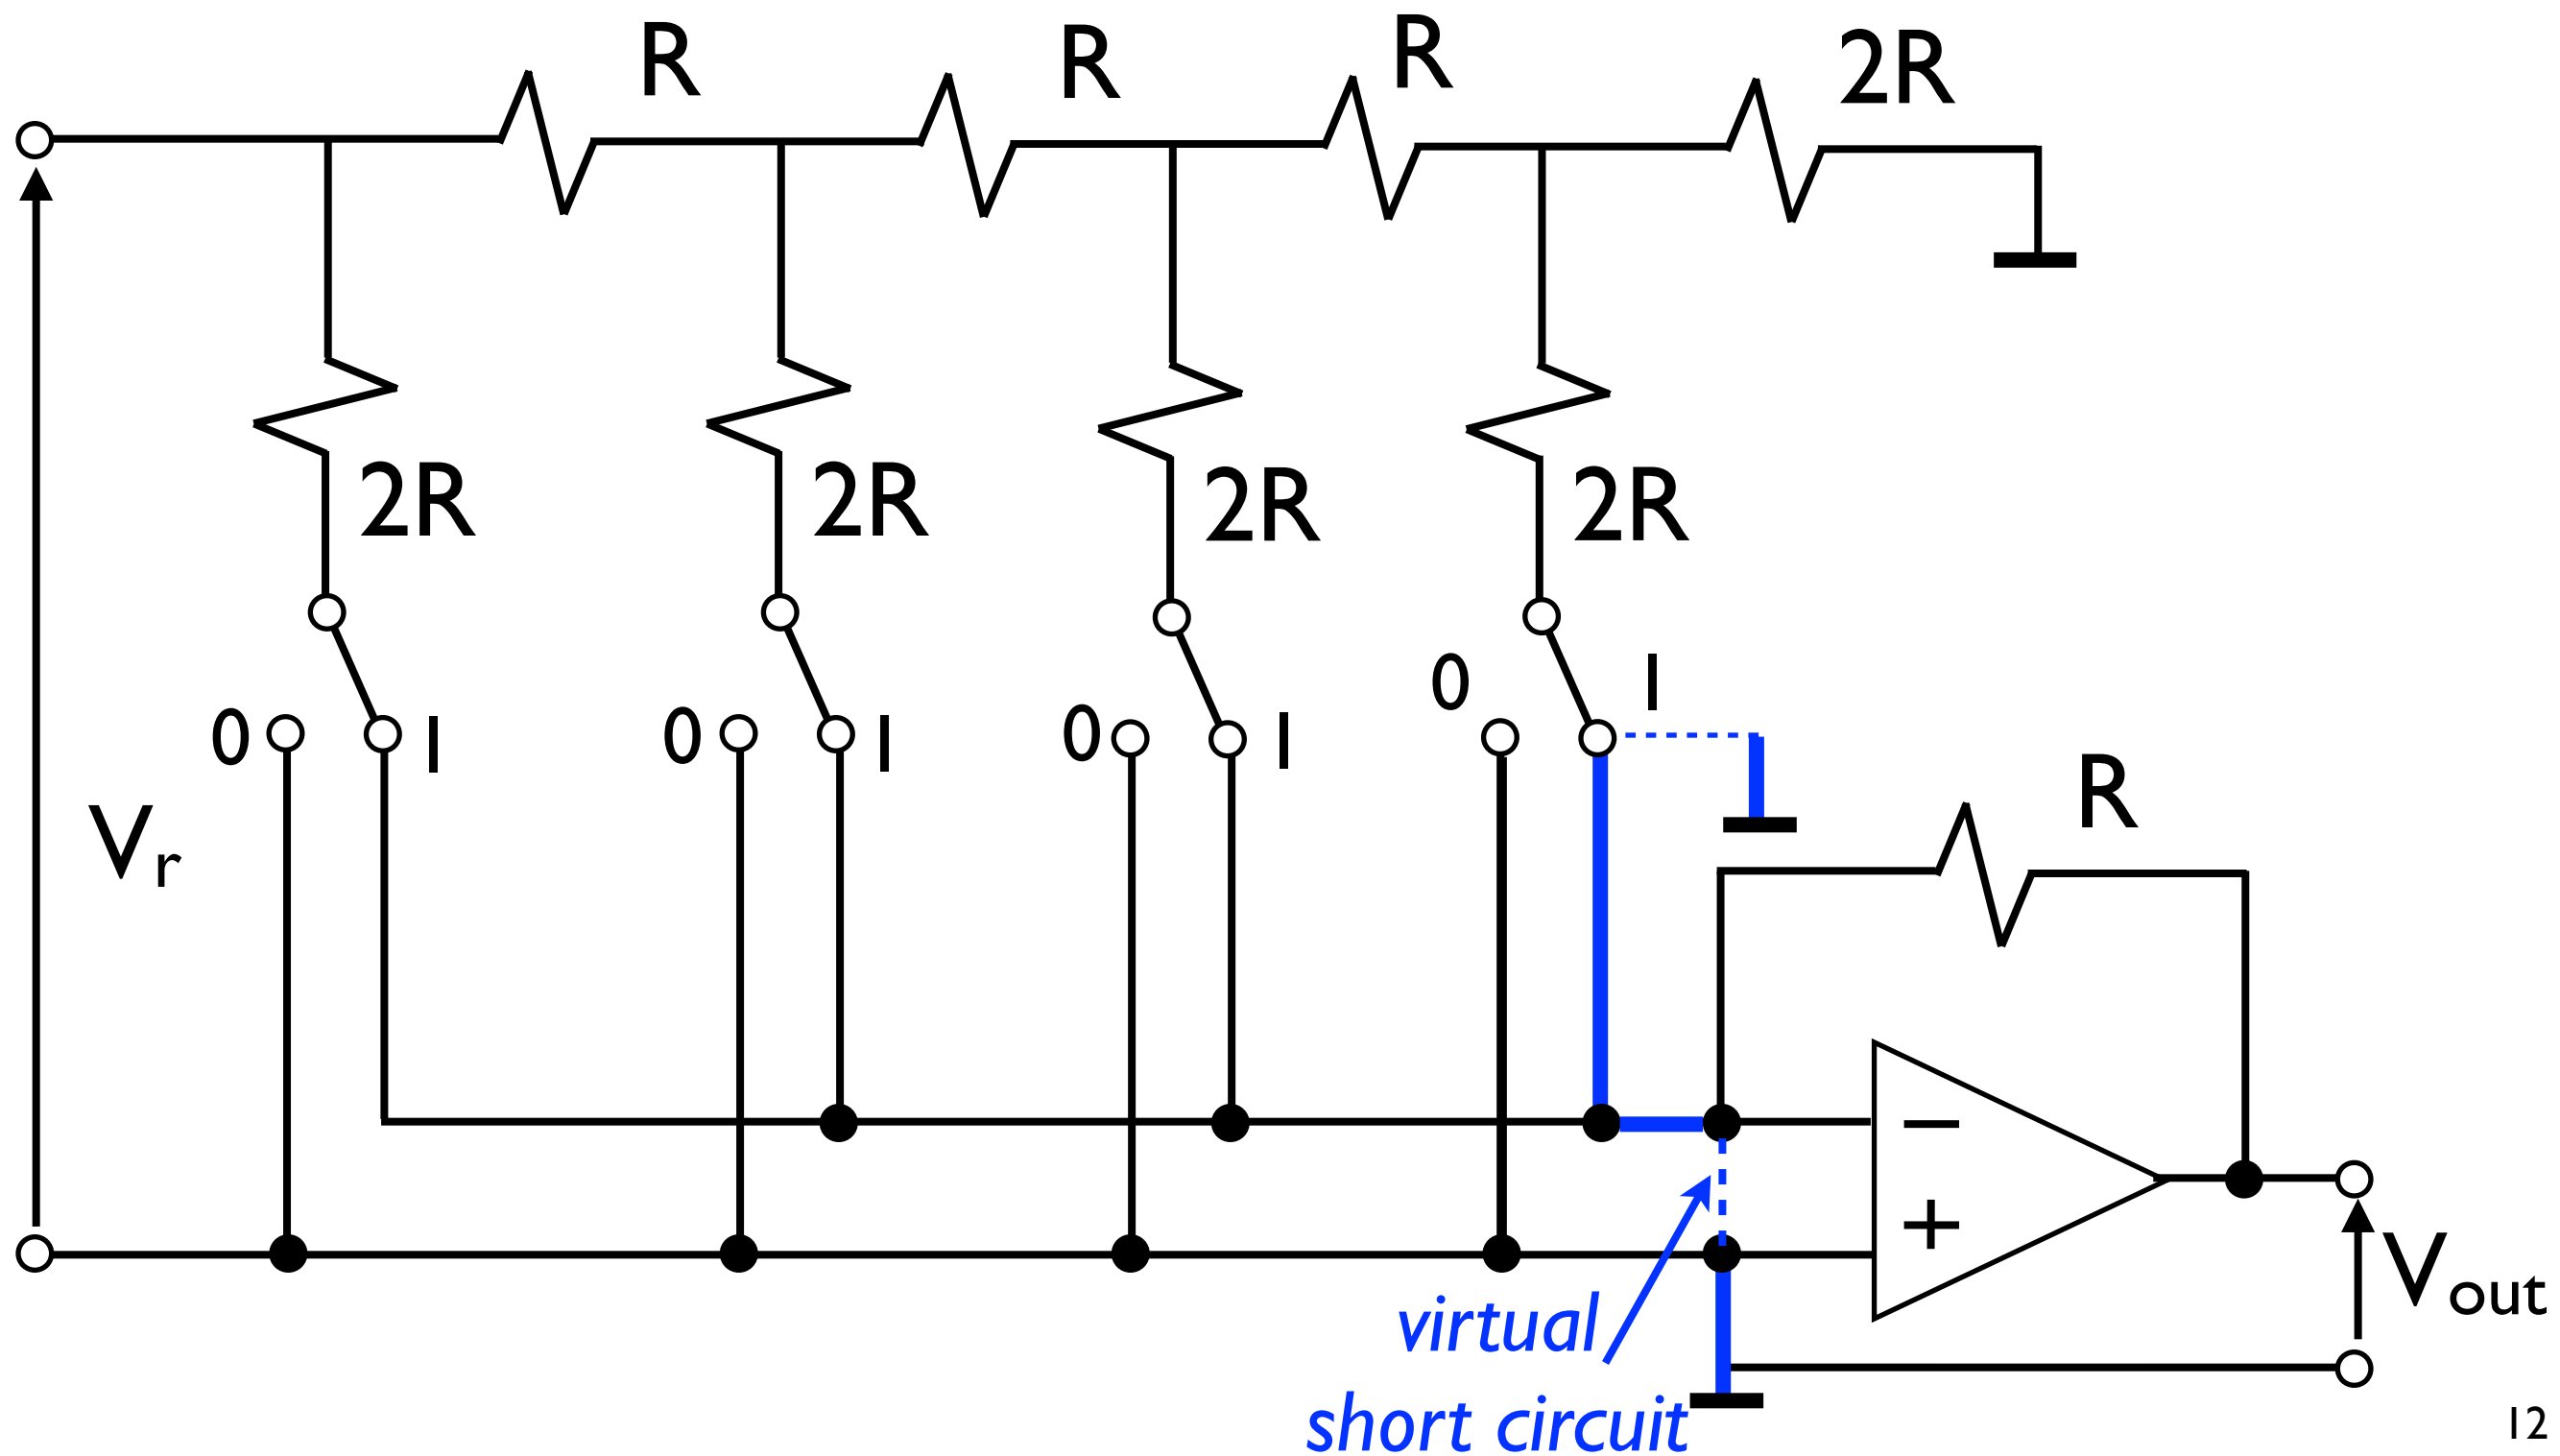 R R R 2R
2R 2R 2R 2R
0 1 0 1 0 1 0 1
Vr
R
−
+
Vout
virtual
short circuit
12